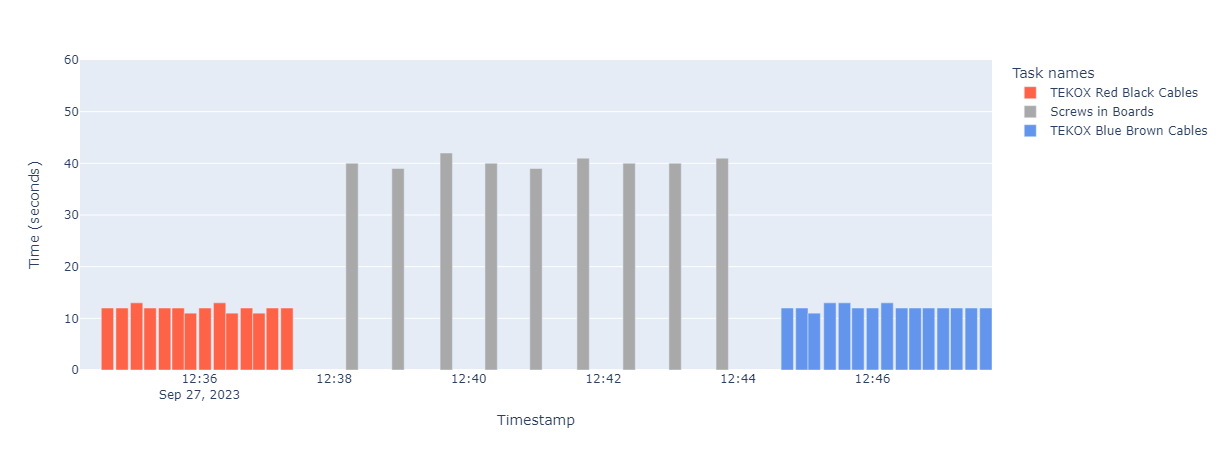 60
50
40
30
20
10
0
Time (seconds)
12:36
12:38
12:40
12:42
12:44
12:46
Sep 27, 2023
Timestamp
Task names
TEKOX Red Black Cables
Screws in Boards
TEKOX Blue Brown Cables